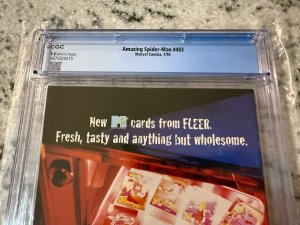 CGC
Amazing Spider-Man #403
Marvel Comics, 7/95
New MTV cards from FLEER.
Fresh, tasty and anything but wholesome.